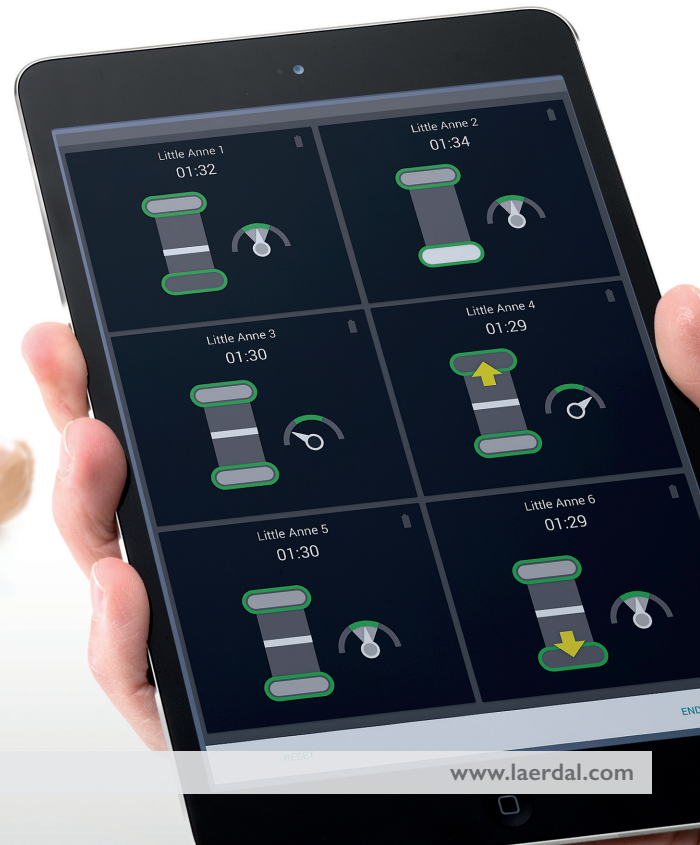 Little Anne 1
01:32
Little Anne 2
01:34
Little Anne 3
01:30
Little Anne 4
01:29
Little Anne 5
01:30
Little Anne 6
01:29
RESET
END
www.laerdal.com